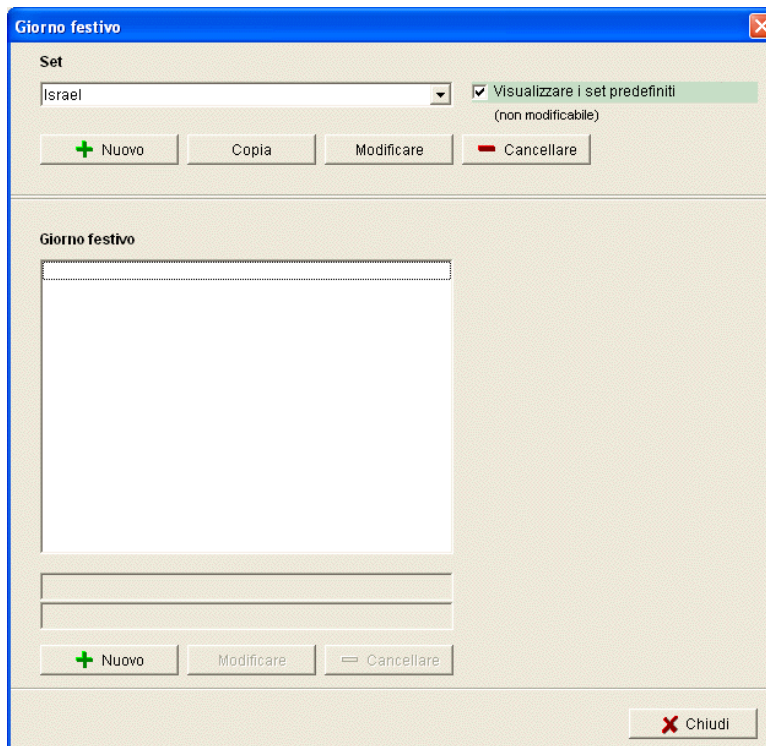 Giorno festivo
Set
Israel
Visualizzare i set predefiniti
(non modificabile)
Nuovo Copia Modificare Cancellare
Giorno festivo
Nuovo Modificare Cancellare
Chiudi